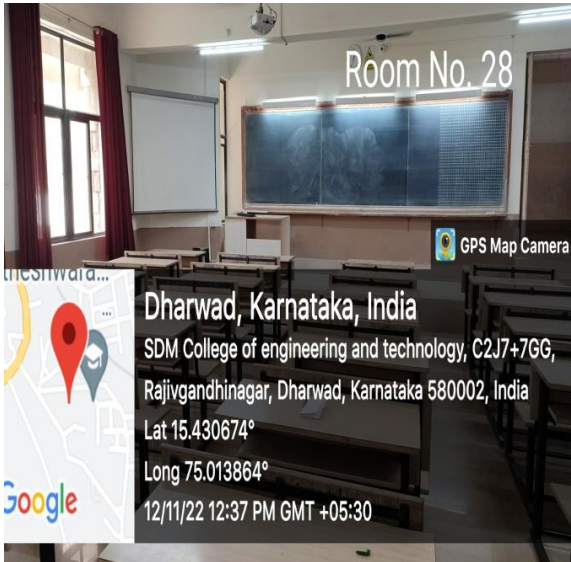 Room No. 28
GPS Map Camera
Dharwad, Karnataka, India
SDM College of engineering and technology, C2J7+7GG,
Rajivgandhinagar, Dharwad, Karnataka 580002, India
Lat 15.430674°
Long 75.013864°
12/11/22 12:37 PM GMT +05:30
Google